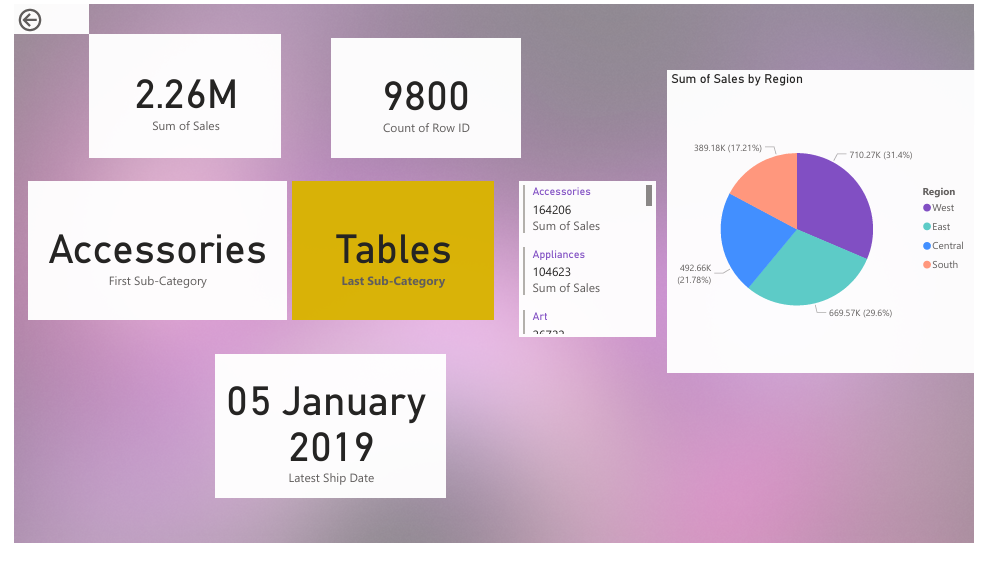 2.26M
Sum of Sales
9800
Count of Row ID
Accessories
First Sub-Category
Tables
Last Sub-Category
Accessories
164206
Sum of Sales
Appliances
104623
Sum of Sales
Art
05 January
2019
Latest Ship Date
Sum of Sales by Region
389.18K (17.21%)
710.27K (31.4%)
492.66K
(21.78%)
669.57K (29.6%)
Region
West
East
Central
South